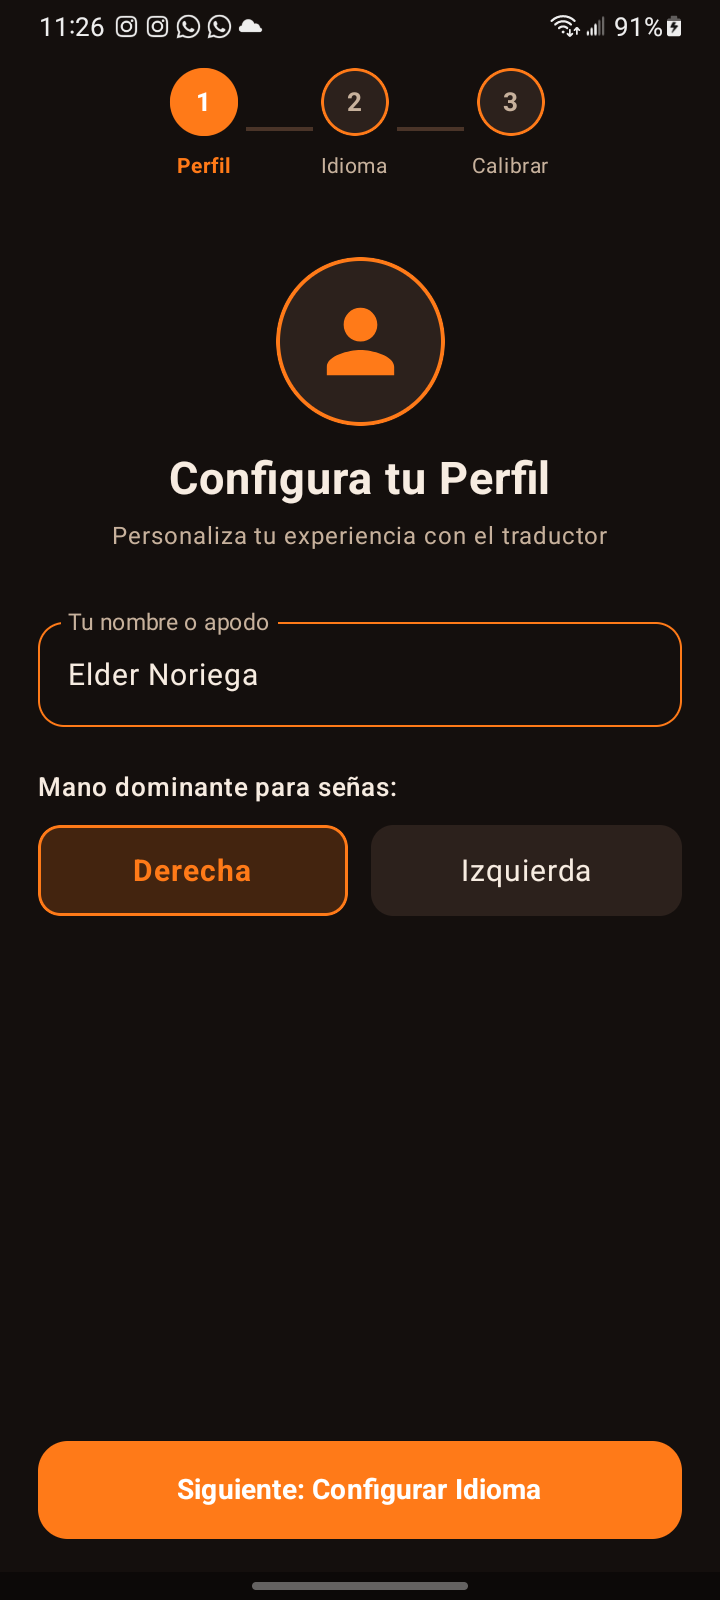 11:26 91%
1 2 3
Perfil Idioma Calibrar
Configura tu Perfil
Personaliza tu experiencia con el traductor
Tu nombre o apodo
Elder Noriega
Mano dominante para señas:
Derecha Izquierda
Siguiente: Configurar Idioma